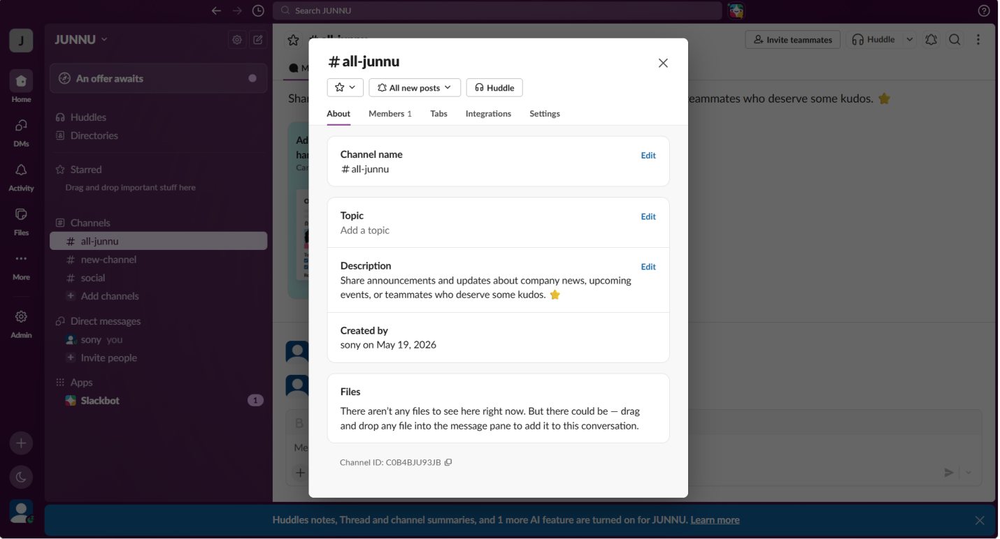 Search JUNNU
J
JUNNU
An offer awaits
Home
Huddles
Directories
DMs
Starred
Drag and drop important stuff here
Activity
Files
Channels
# all-junnu
# new-channel
# social
+ Add channels
More
Direct messages
sony you
+ Invite people
Admin
Apps
Slackbot
1
Invite teammates
Huddle
# all-junnu
All new posts
Huddle
About
Members 1
Tabs
Integrations
Settings
Channel name
Edit
# all-junnu
Topic
Edit
Add a topic
Description
Edit
Share announcements and updates about company news, upcoming
events, or teammates who deserve some kudos. ⭐
Created by
sony on May 19, 2026
Files
There aren’t any files to see here right now. But there could be — drag
and drop any file into the message pane to add it to this conversation.
Channel ID: C0B4BJU93JB
eammates who deserve some kudos. ⭐
Huddles notes, Thread and channel summaries, and 1 more AI feature are turned on for JUNNU. Learn more